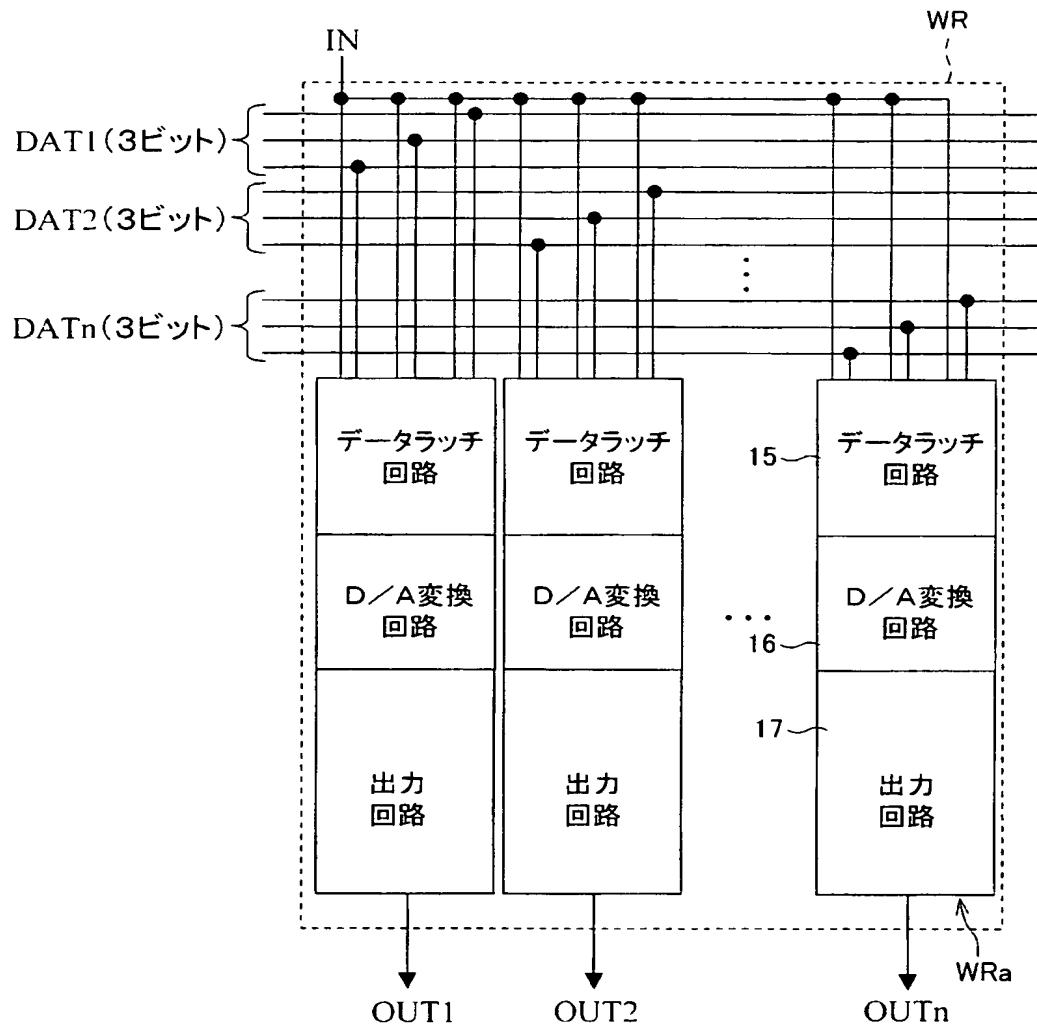 WR
IN
DAT1(3ビット)
DAT2(3ビット)
DATn(3ビット)
データラッチ
回路
データラッチ
回路
15
データラッチ
回路
D/A変換
回路
D/A変換
回路
16
D/A変換
回路
17
出力
回路
出力
回路
出力
回路
WRa
OUT1
OUT2
OUTn